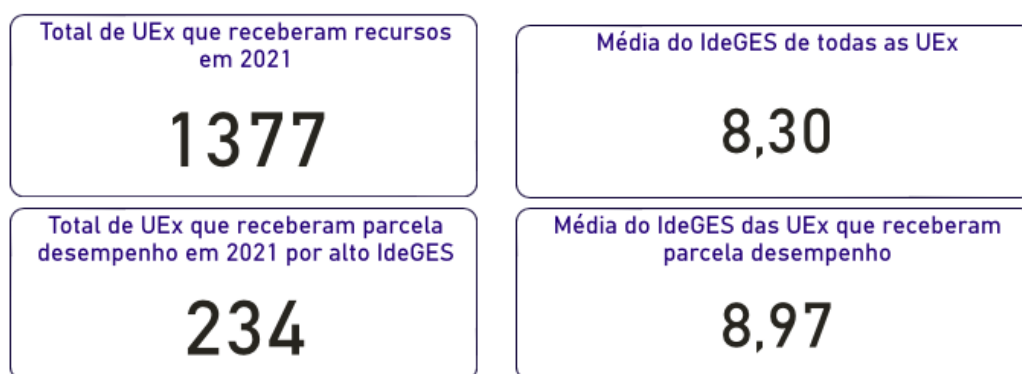 Total de UEx que receberam recursos
em 2021
1377
Média do IdeGES de todas as UEx
8,30
Total de UEx que receberam parcela
desempenho em 2021 por alto IdeGES
234
Média do IdeGES das UEx que receberam
parcela desempenho
8,97